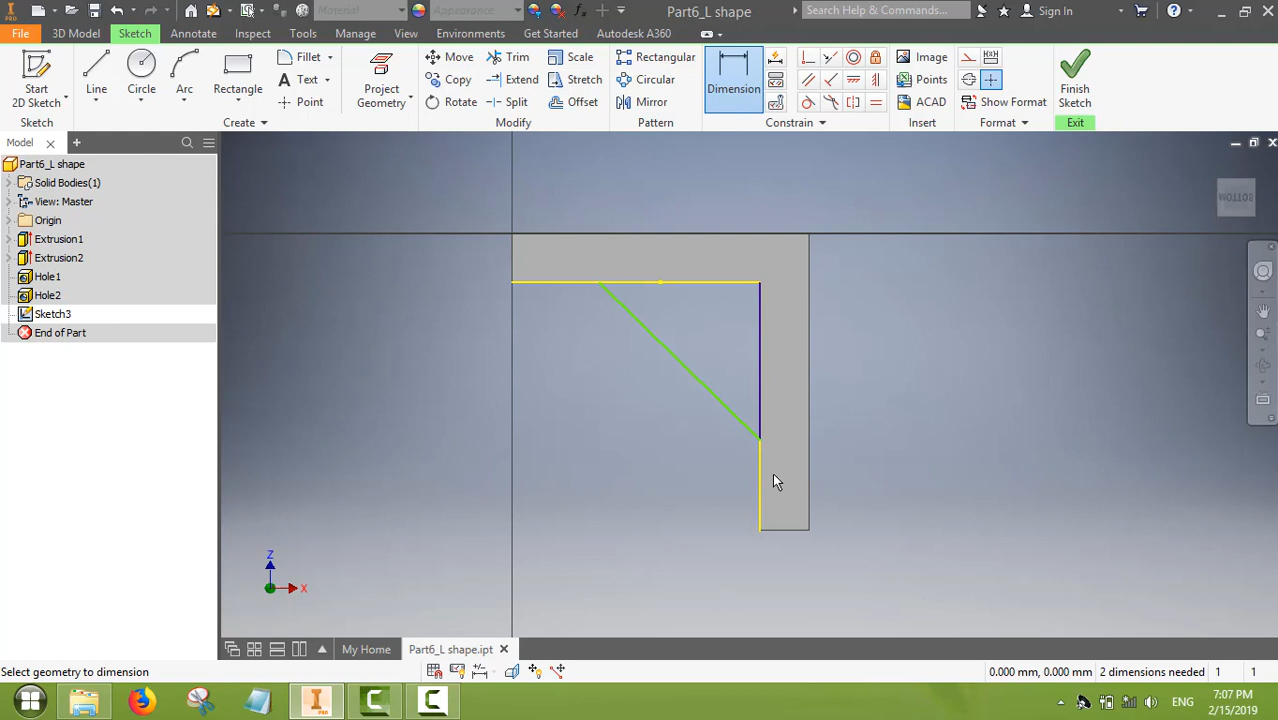 PRO
Material
Appearance
Part6_L shape
Search Help & Commands...
Sign In
File 3D Model Sketch Annotate Inspect Tools Manage View Environments Get Started Autodesk A360
Start
2D Sketch
Line
Circle
Arc
Rectangle
Fillet
Text
Point
Project
Geometry
Move
Copy
Rotate
Trim
Extend
Split
Scale
Stretch
Offset
Rectangular
Circular
Mirror
Dimension
Image
Points
ACAD
Show Format
Finish
Sketch
Sketch Create Modify Pattern Constrain Insert Format Exit
Model
Part6_L shape
Solid Bodies(1)
View: Master
Origin
Extrusion1
Extrusion2
Hole1
Hole2
Sketch3
End of Part
BOTTOM
Z
X
My Home Part6_L shape.ipt
Select geometry to dimension 0.000 mm, 0.000 mm 2 dimensions needed 1 1
ENG
7:07 PM
2/15/2019